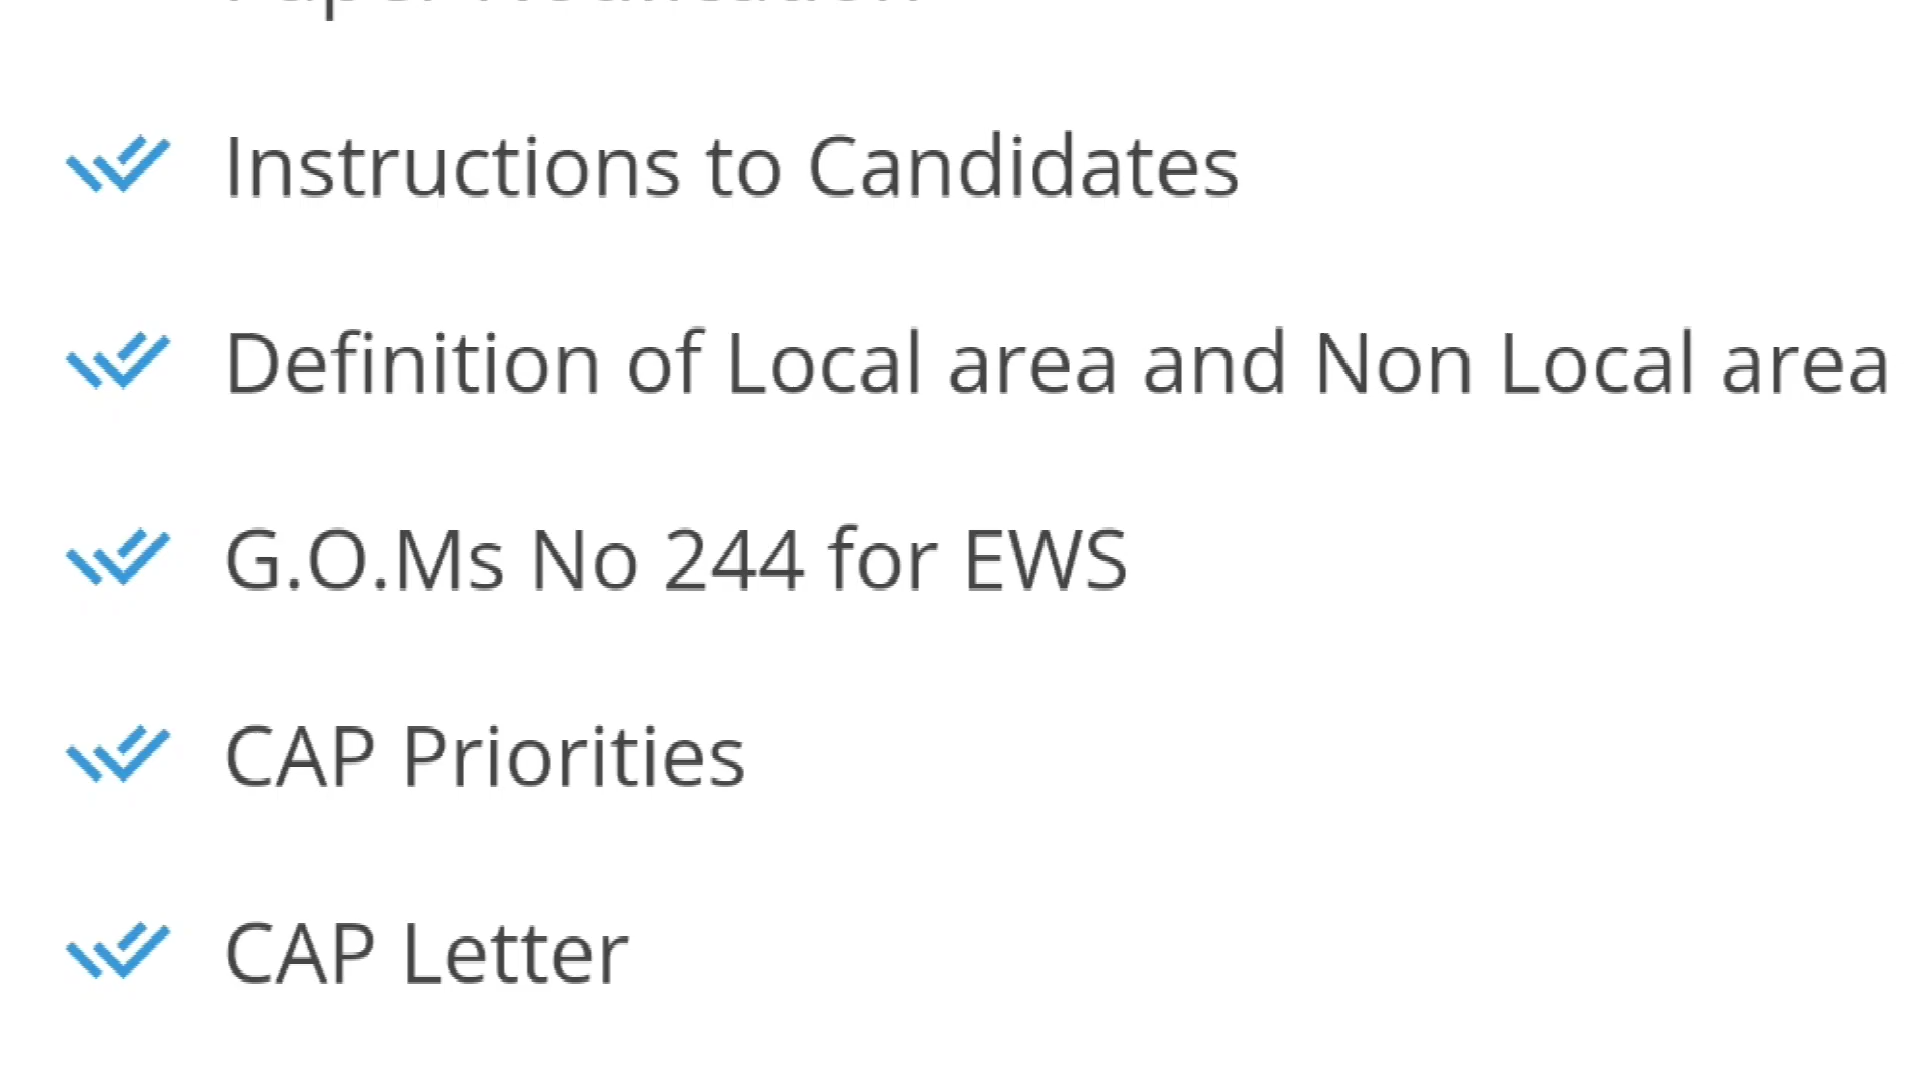 Instructions to Candidates
Definition of Local area and Non Local area
G.O.Ms No 244 for EWS
CAP Priorities
CAP Letter